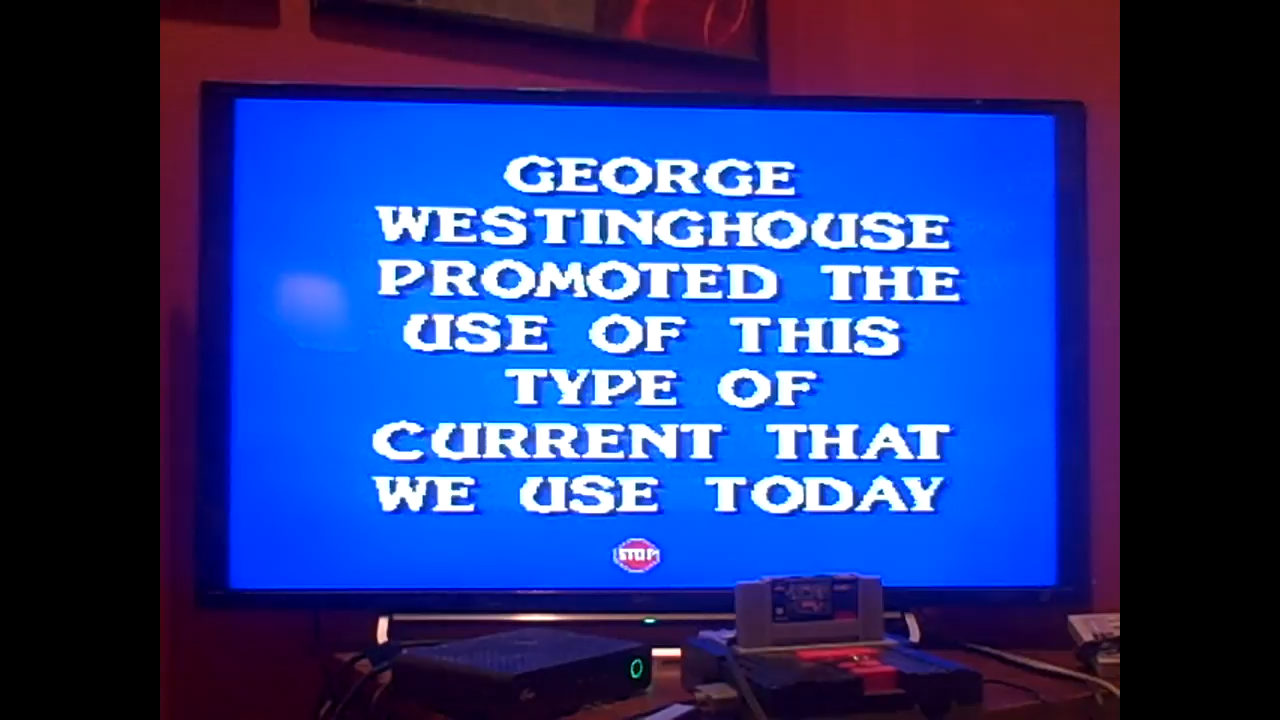 GEORGE
WESTINGHOUSE
PROMOTED THE
USE OF THIS
TYPE OF
CURRENT THAT
WE USE TODAY
STOP